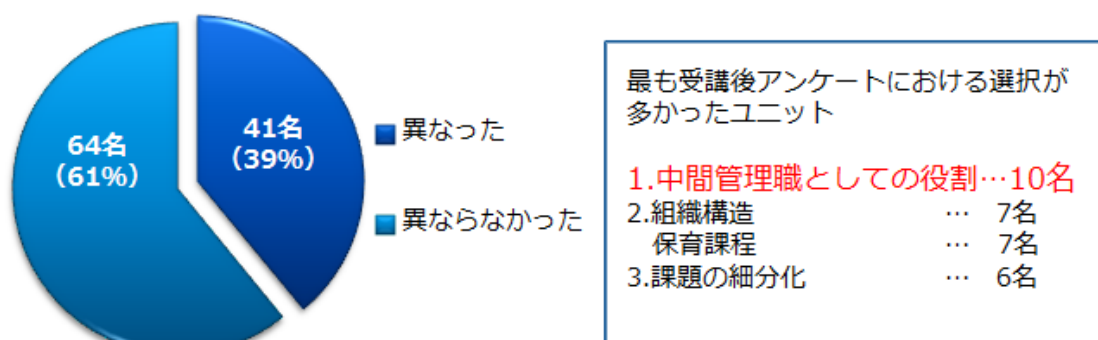 64名
(61%)
41名
(39%)
異なった
異ならなかった
最も受講後アンケートにおける選択が
多かったユニット
1.中間管理職としての役割…10名
2.組織構造 … 7名
保育課程 … 7名
3.課題の細分化 … 6名